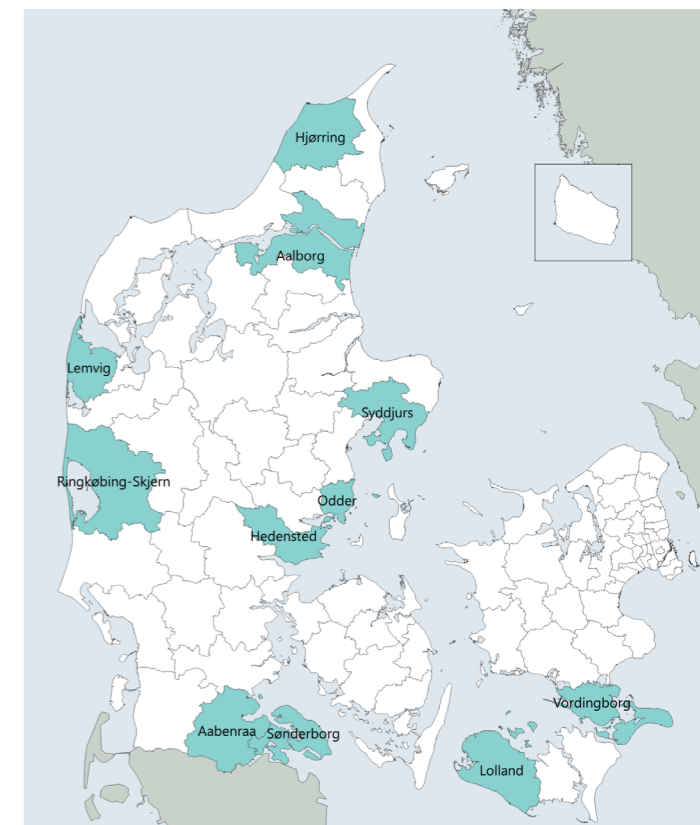 Hjørring
Aalborg
Lemvig
Syddjurs
Ringkøbing-Skjern
Odder
Hedensted
Vordingborg
Aabenraa
Sønderborg
Lolland